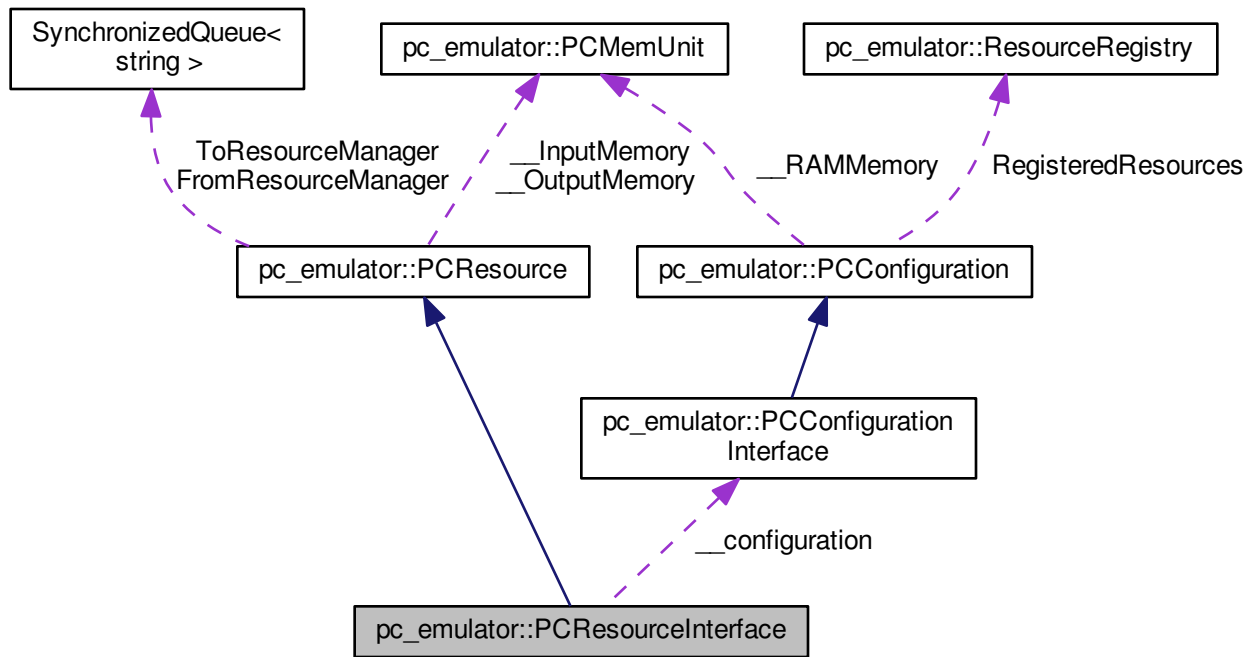 SynchronizedQueue<
string >
pc_emulator::PCMemUnit
pc_emulator::ResourceRegistry
ToResourceManager
FromResourceManager
__InputMemory
__OutputMemory
__RAMMemory
RegisteredResources
pc_emulator::PCResource
pc_emulator::PCConfiguration
pc_emulator::PCConfiguration
Interface
__configuration
pc_emulator::PCResourceInterface